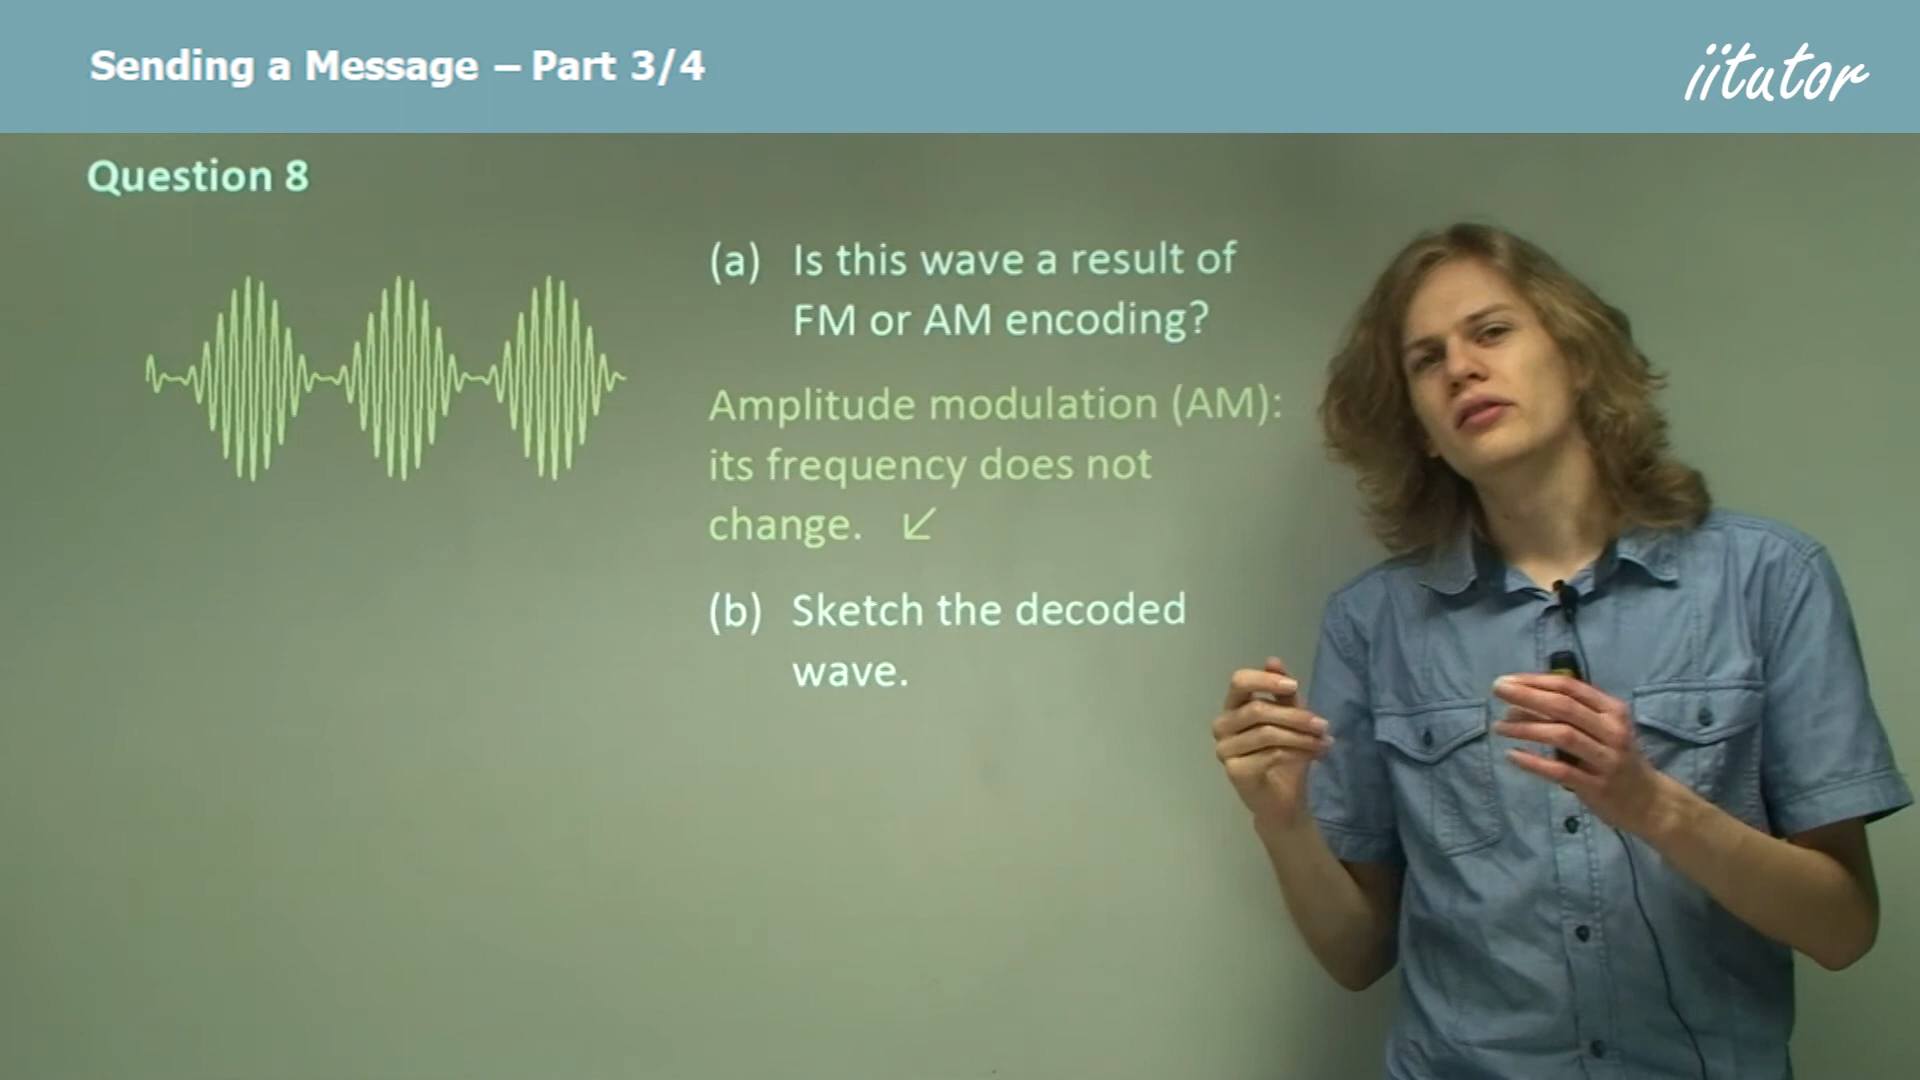 Sending a Message – Part 3/4
iitutor
Question 8
(a) Is this wave a result of
FM or AM encoding?
Amplitude modulation (AM):
its frequency does not
change. ↙
(b) Sketch the decoded
wave.